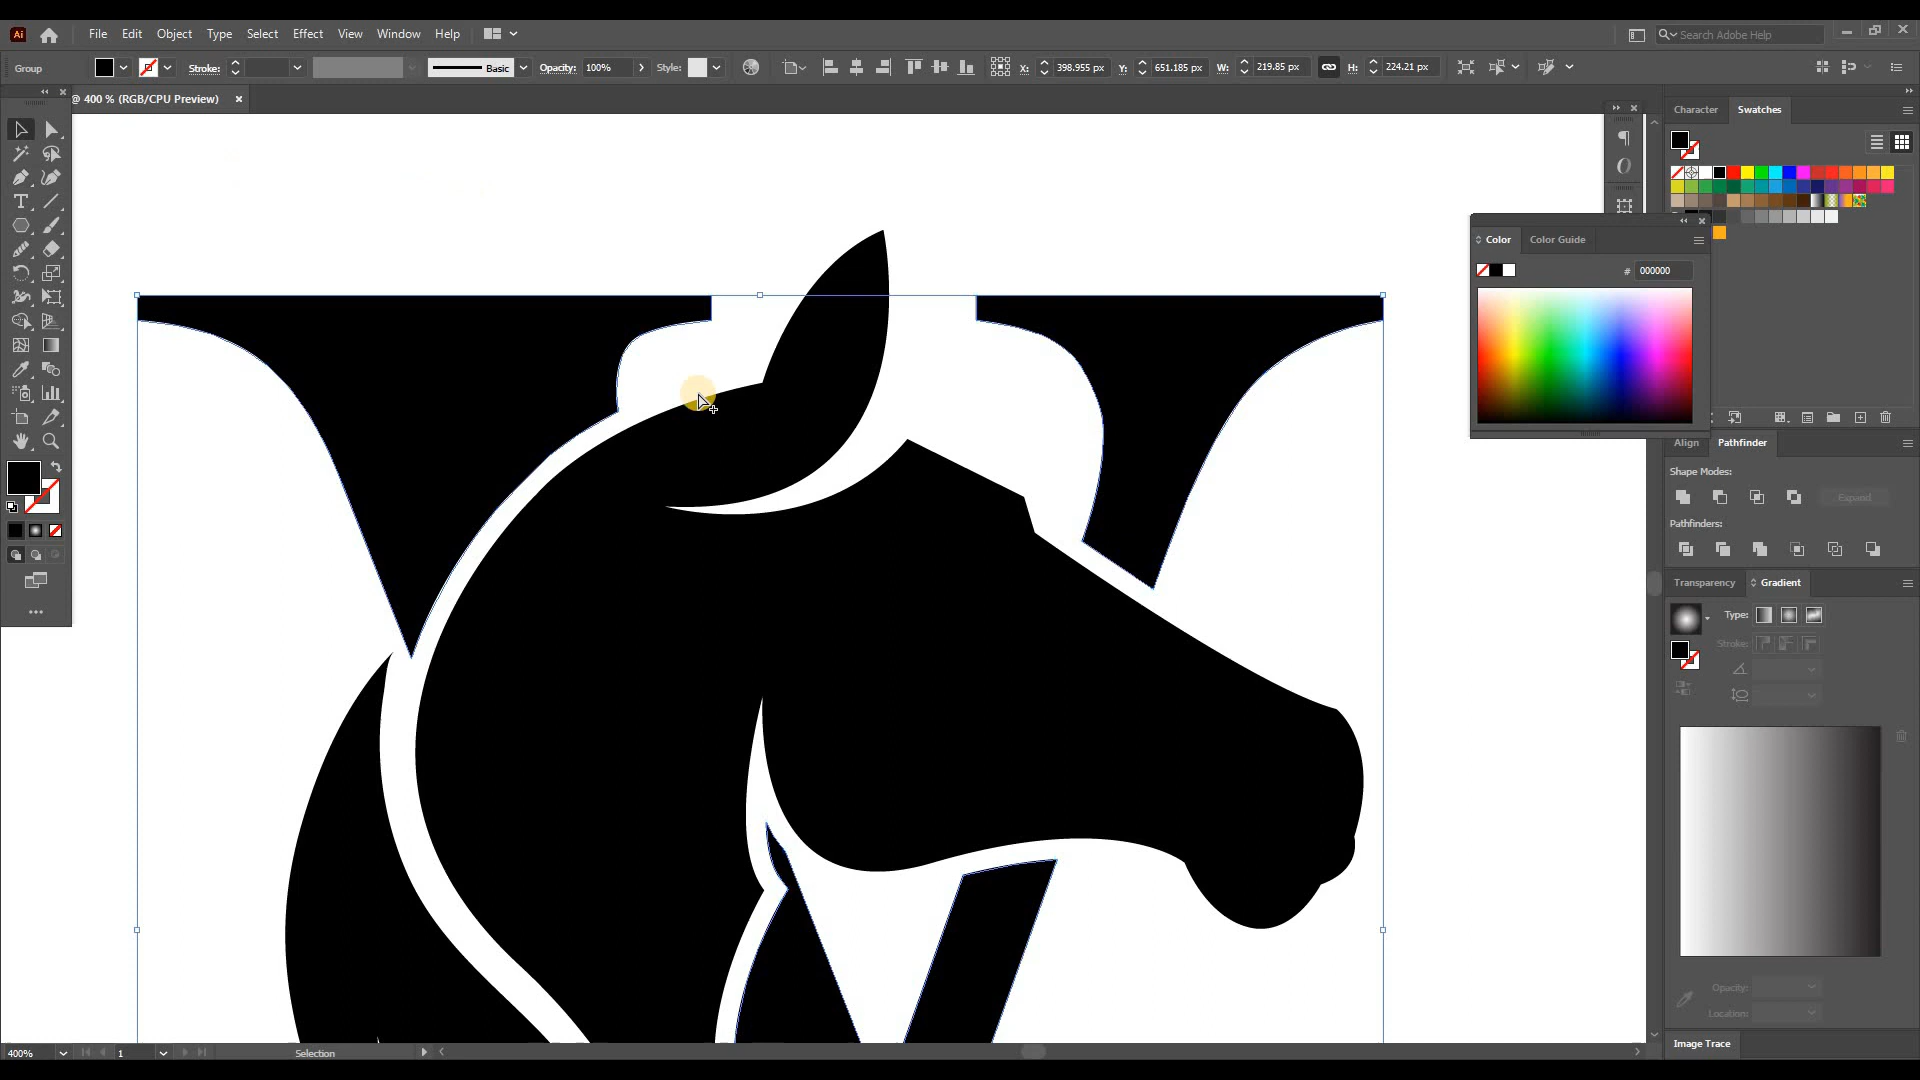 Ai File Edit Object Type Select Effect View Window Help Search Adobe Help
Group Stroke: Basic Opacity: 100% Style: X: 398.955 px Y: 651.185 px W: 219.85 px H: 224.21 px
@ 400 % (RGB/CPU Preview) ×
Character Swatches
Color Color Guide
# 000000
Align Pathfinder
Shape Modes:
Expand
Pathfinders:
Transparency Gradient
Type:
Stroke:
Opacity:
Location:
Image Trace
400% 1 Selection